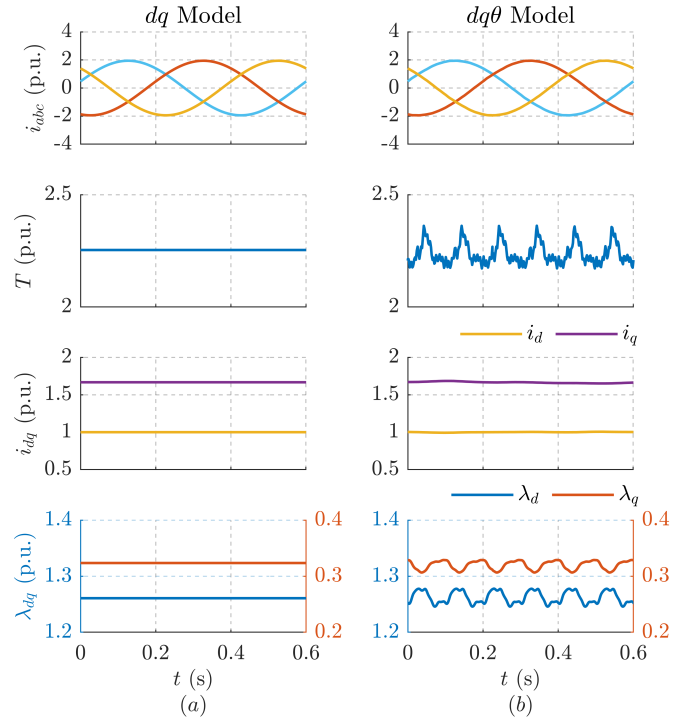 dq Model
dqθ Model
4
2
0
-2
-4
i_abc (p.u.)
4
2
0
-2
-4
2.5
2
T (p.u.)
2.5
2
i_d i_q
2
1.5
1
0.5
i_dq (p.u.)
2
1.5
1
0.5
λ_d λ_q
1.4
1.3
1.2
λ_dq (p.u.)
0.4
0.3
0.2
1.4
1.3
1.2
0.4
0.3
0.2
0 0.2 0.4 0.6
0 0.2 0.4 0.6
t (s)
t (s)
(a)
(b)